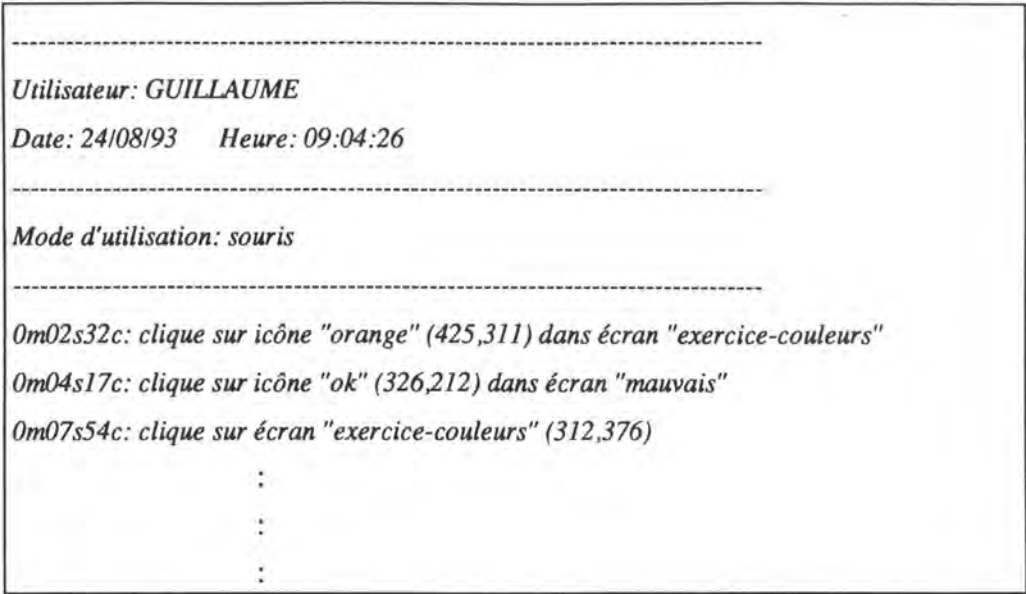 --------------------------------------------------------------------------------
Utilisateur: GUILLAUME
Date: 24/08/93 Heure: 09:04:26
--------------------------------------------------------------------------------
Mode d'utilisation: souris
--------------------------------------------------------------------------------
0m02s32c: clique sur icône "orange" (425,311) dans écran "exercice-couleurs"
0m04s17c: clique sur icône "ok" (326,212) dans écran "mauvais"
0m07s54c: clique sur écran "exercice-couleurs" (312,376)
:
:
: